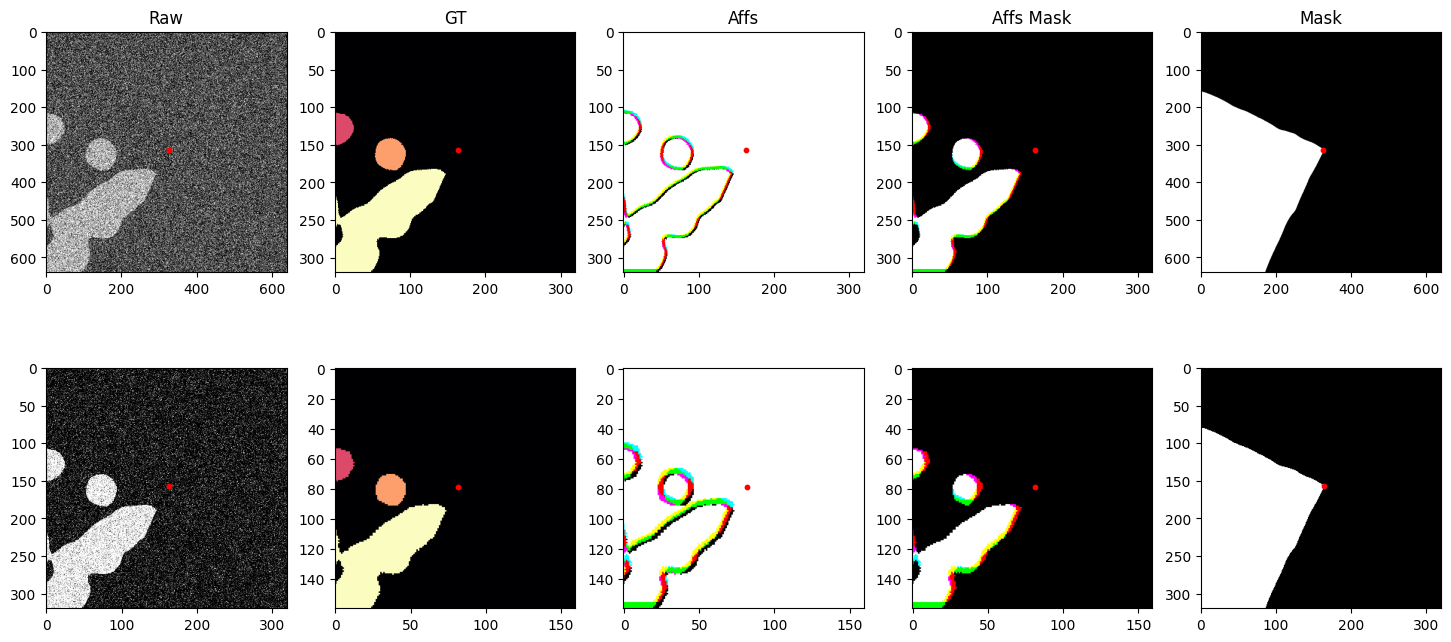 Raw GT Affs Affs Mask Mask
0 0 0 0 0
100 50 50 50 100
200 100 100 100 200
300 150 150 150 300
400 200 200 200 400
500 250 250 250 500
600 300 300 300 600
0 200 400 600 0 100 200 300 0 100 200 300 0 100 200 300 0 200 400 600
0 0 0 0 0
50 20 20 20 50
100 40 40 40 100
150 60 60 60 150
200 80 80 80 200
250 100 100 100 250
300 120 120 120 300
140 140 140
0 100 200 300 0 50 100 150 0 50 100 150 0 50 100 150 0 100 200 300